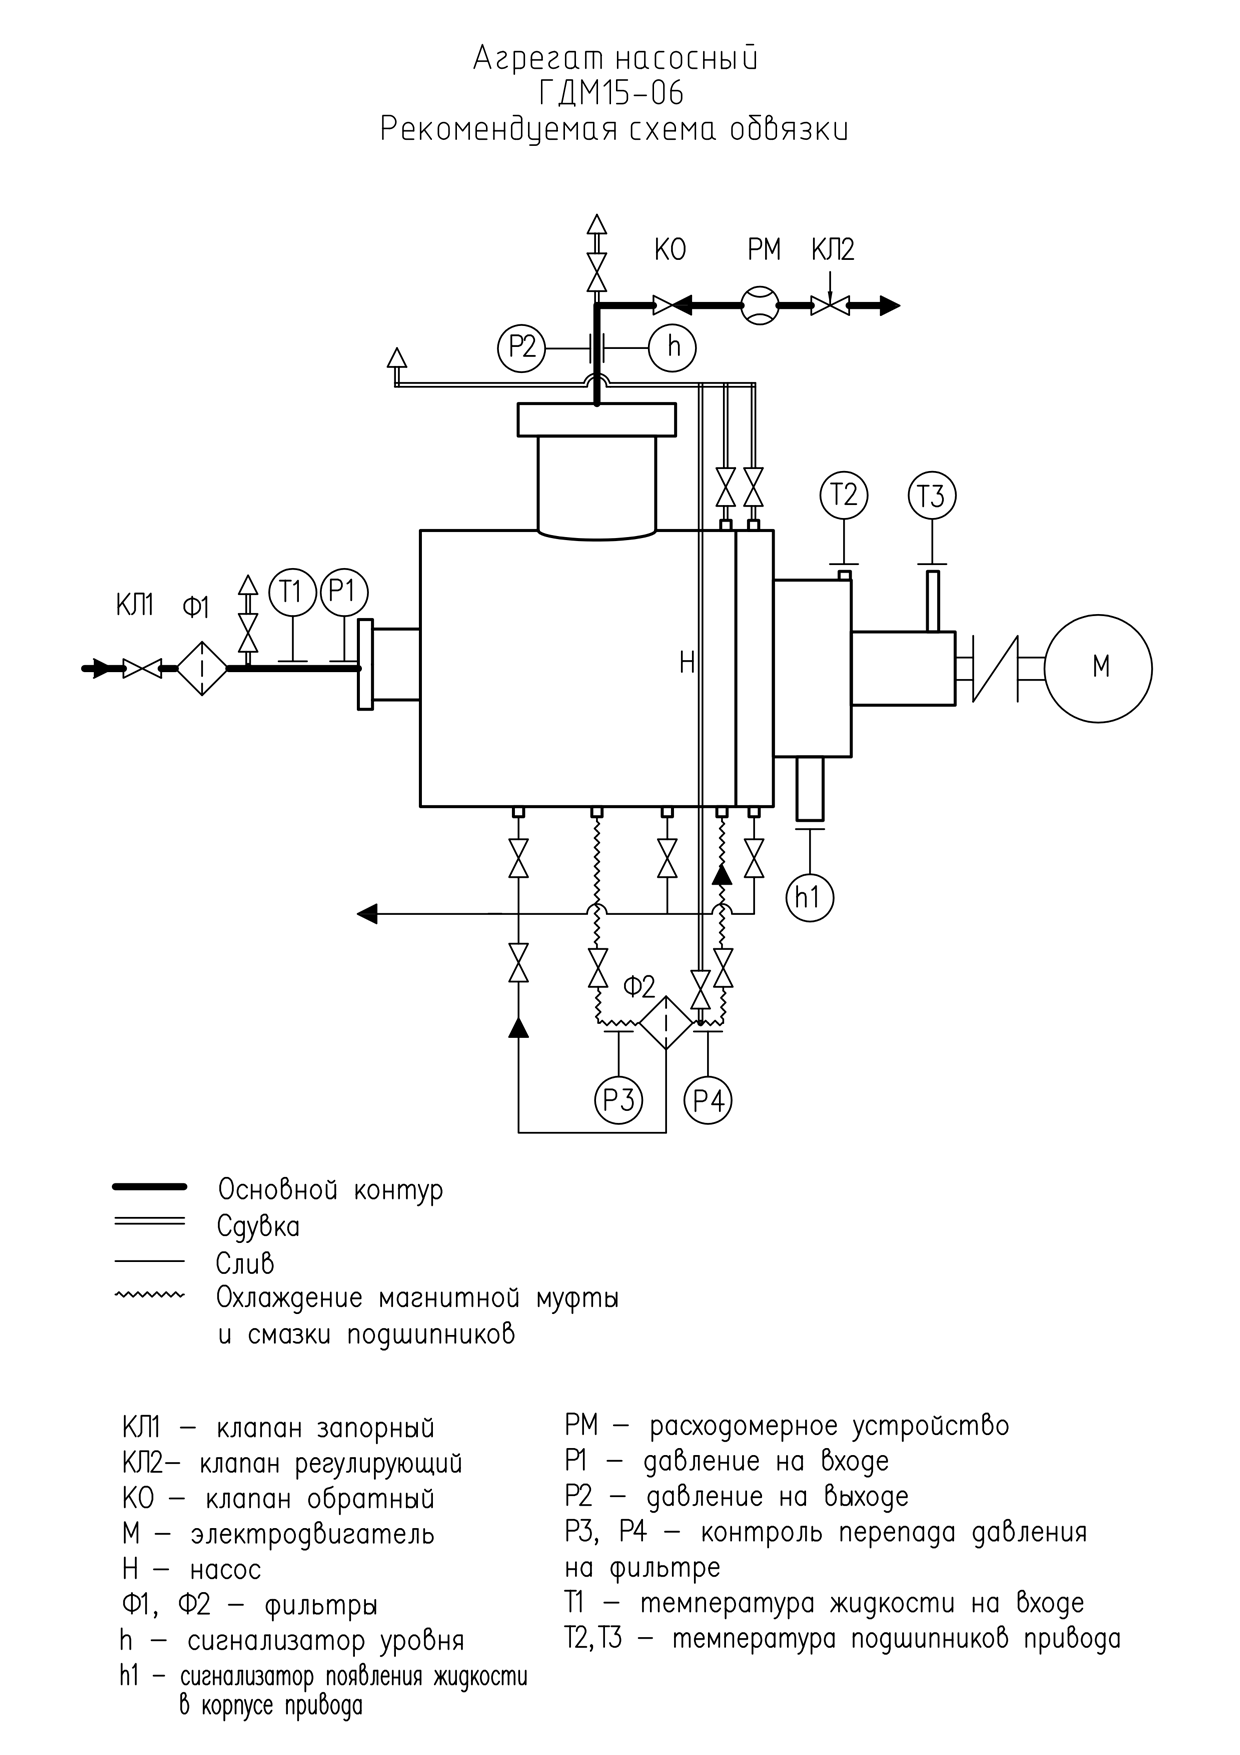 Агрегат насосный
ГДМ15-06
Рекомендуемая схема обвязки
КО
РМ
КЛ2
Р2
h
Т2
Т3
КЛ1
Ф1
Т1
Р1
Н
М
h1
Ф2
Р3
Р4
Основной контур
Сдувка
Слив
Охлаждение магнитной муфты
и смазки подшипников
КЛ1 – клапан запорный
КЛ2– клапан регулирующий
КО – клапан обратный
М – электродвигатель
Н – насос
Ф1, Ф2 – фильтры
h – сигнализатор уровня
h1 – сигнализатор появления жидкости
в корпусе привода
РМ – расходомерное устройство
Р1 – давление на входе
Р2 – давление на выходе
Р3, Р4 – контроль перепада давления
на фильтре
Т1 – температура жидкости на входе
Т2,Т3 – температура подшипников привода